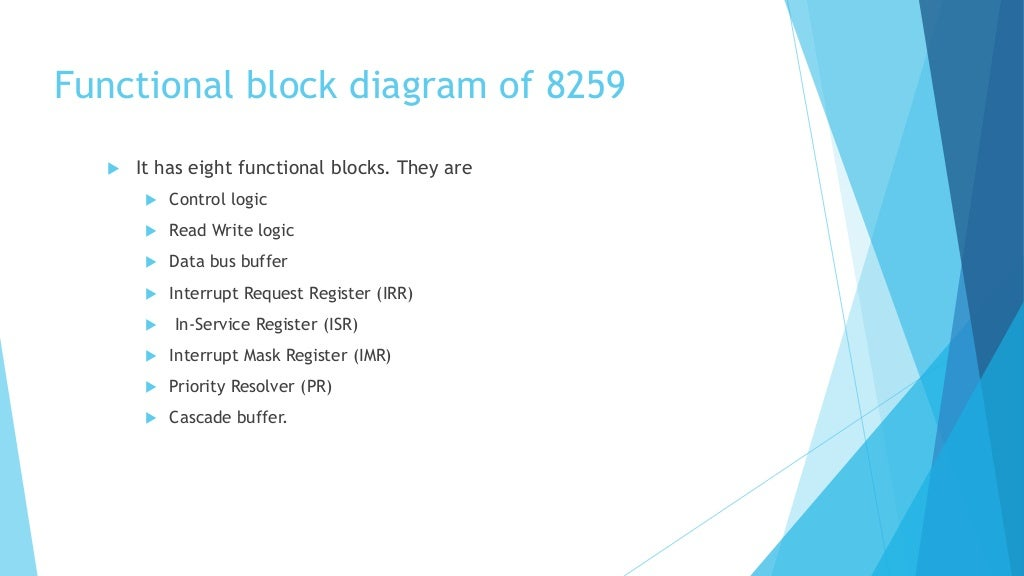 Functional block diagram of 8259
It has eight functional blocks. They are
Control logic
Read Write logic
Data bus buffer
Interrupt Request Register (IRR)
In-Service Register (ISR)
Interrupt Mask Register (IMR)
Priority Resolver (PR)
Cascade buffer.